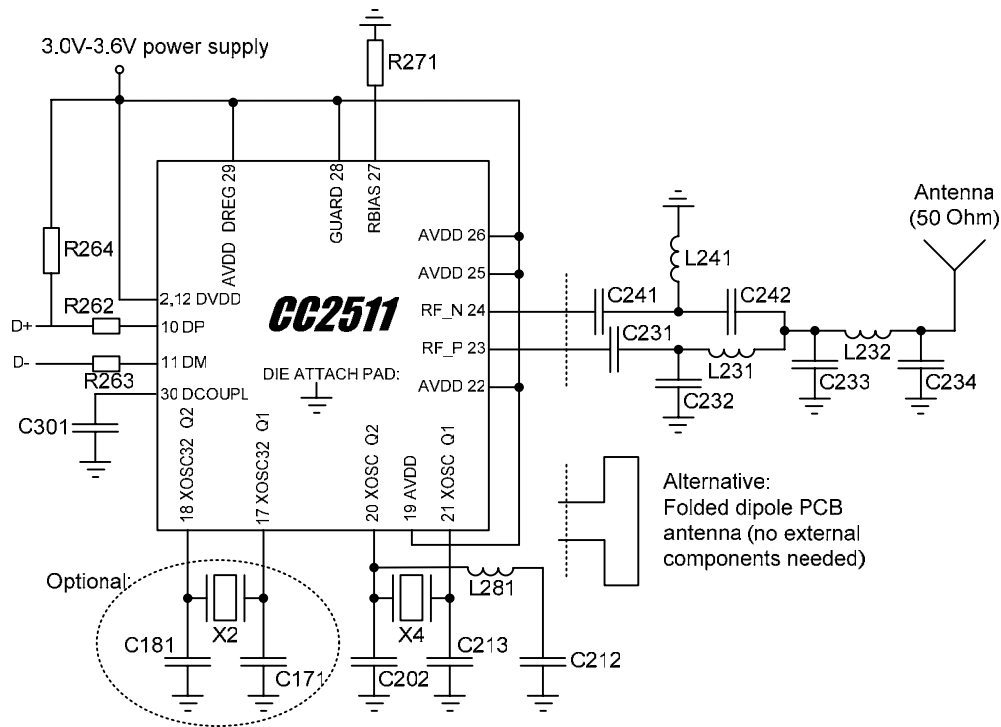 3.0V-3.6V power supply
R271
AVDD_DREG 29
GUARD 28
RBIAS 27
Antenna
(50 Ohm)
R264
AVDD 26
L241
AVDD 25
2,12 DVDD
R262
CC2511
RF_N 24
C241
C242
D+
10 DP
C231
RF_P 23
D-
11 DM
R263
DIE ATTACH PAD:
L231
L232
C233
C234
30 DCOUPL
AVDD 22
C232
C301
18 XOSC32_Q2
17 XOSC32_Q1
20 XOSC_Q2
19 AVDD
21 XOSC_Q1
Alternative:
Folded dipole PCB
antenna (no external
components needed)
Optional:
L281
X2
X4
C181
C171
C202
C213
C212